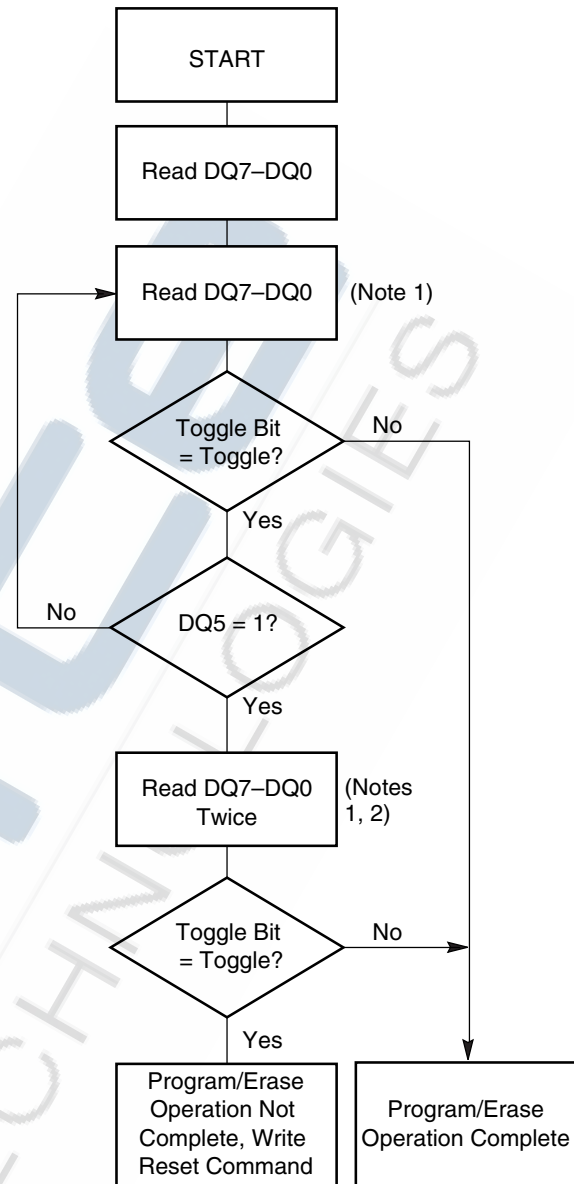 START
Read DQ7–DQ0
Read DQ7–DQ0
(Note 1)
Toggle Bit
= Toggle?
No
Yes
No
DQ5 = 1?
Yes
Read DQ7–DQ0
Twice
(Notes
1, 2)
Toggle Bit
= Toggle?
No
Yes
Program/Erase
Operation Not
Complete, Write
Reset Command
Program/Erase
Operation Complete